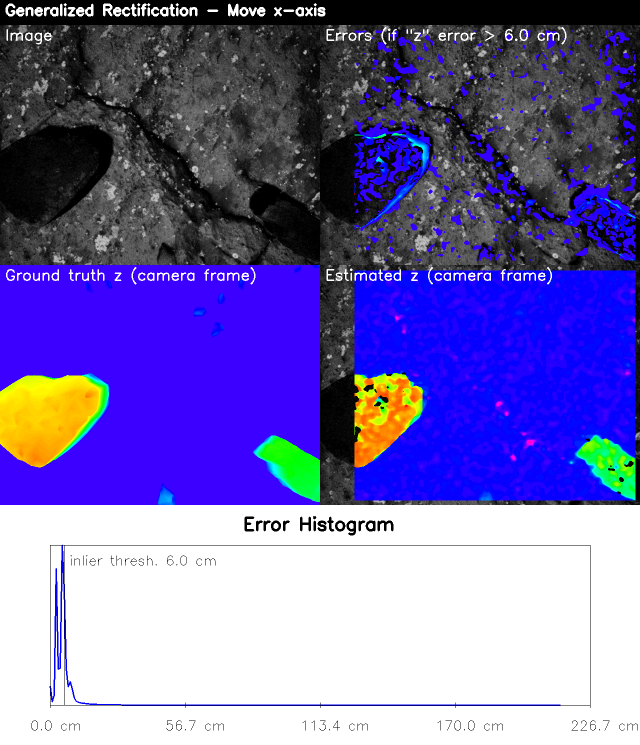 Generalized Rectification - Move x-axis
Image
Errors (if "z" error > 6.0 cm)
Ground truth z (camera frame)
Estimated z (camera frame)
Error Histogram
inlier thresh. 6.0 cm
0.0 cm
56.7 cm
113.4 cm
170.0 cm
226.7 cm